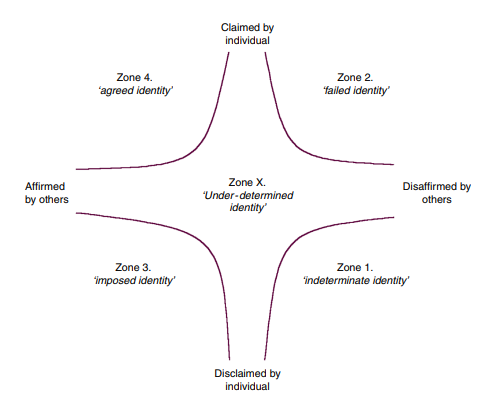 Claimed by
individual
Zone 4.
'agreed identity'
Zone 2.
'failed identity'
Affirmed
by others
Zone X.
'Under-determined
identity'
Disaffirmed by
others
Zone 3.
'imposed identity'
Zone 1.
'indeterminate identity'
Disclaimed by
individual